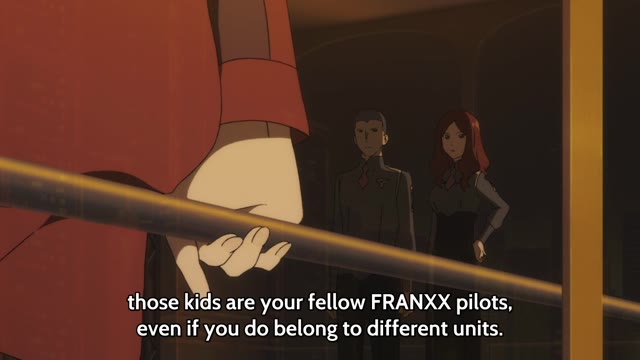 those kids are your fellow FRANXX pilots,
even if you do belong to different units.